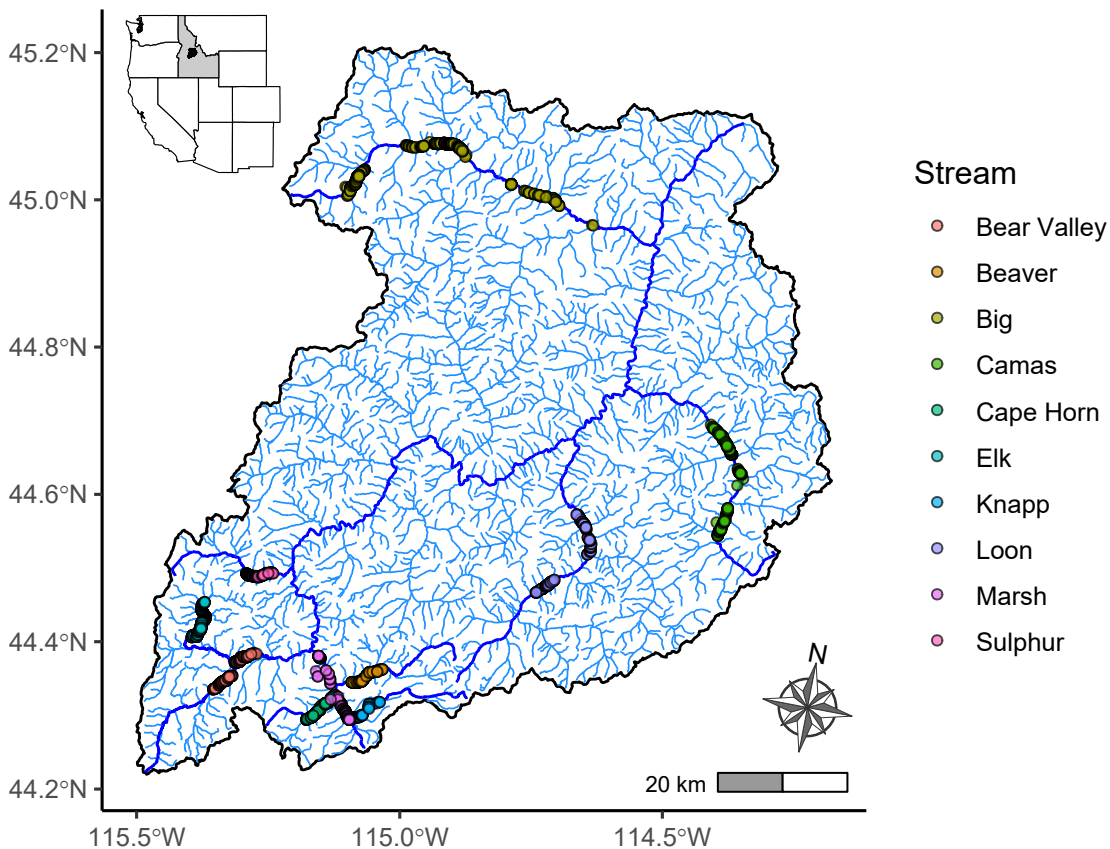 45.2°N
45.0°N
44.8°N
44.6°N
44.4°N
44.2°N
115.5°W
115.0°W
114.5°W
N
20 km
Stream
Bear Valley
Beaver
Big
Camas
Cape Horn
Elk
Knapp
Loon
Marsh
Sulphur